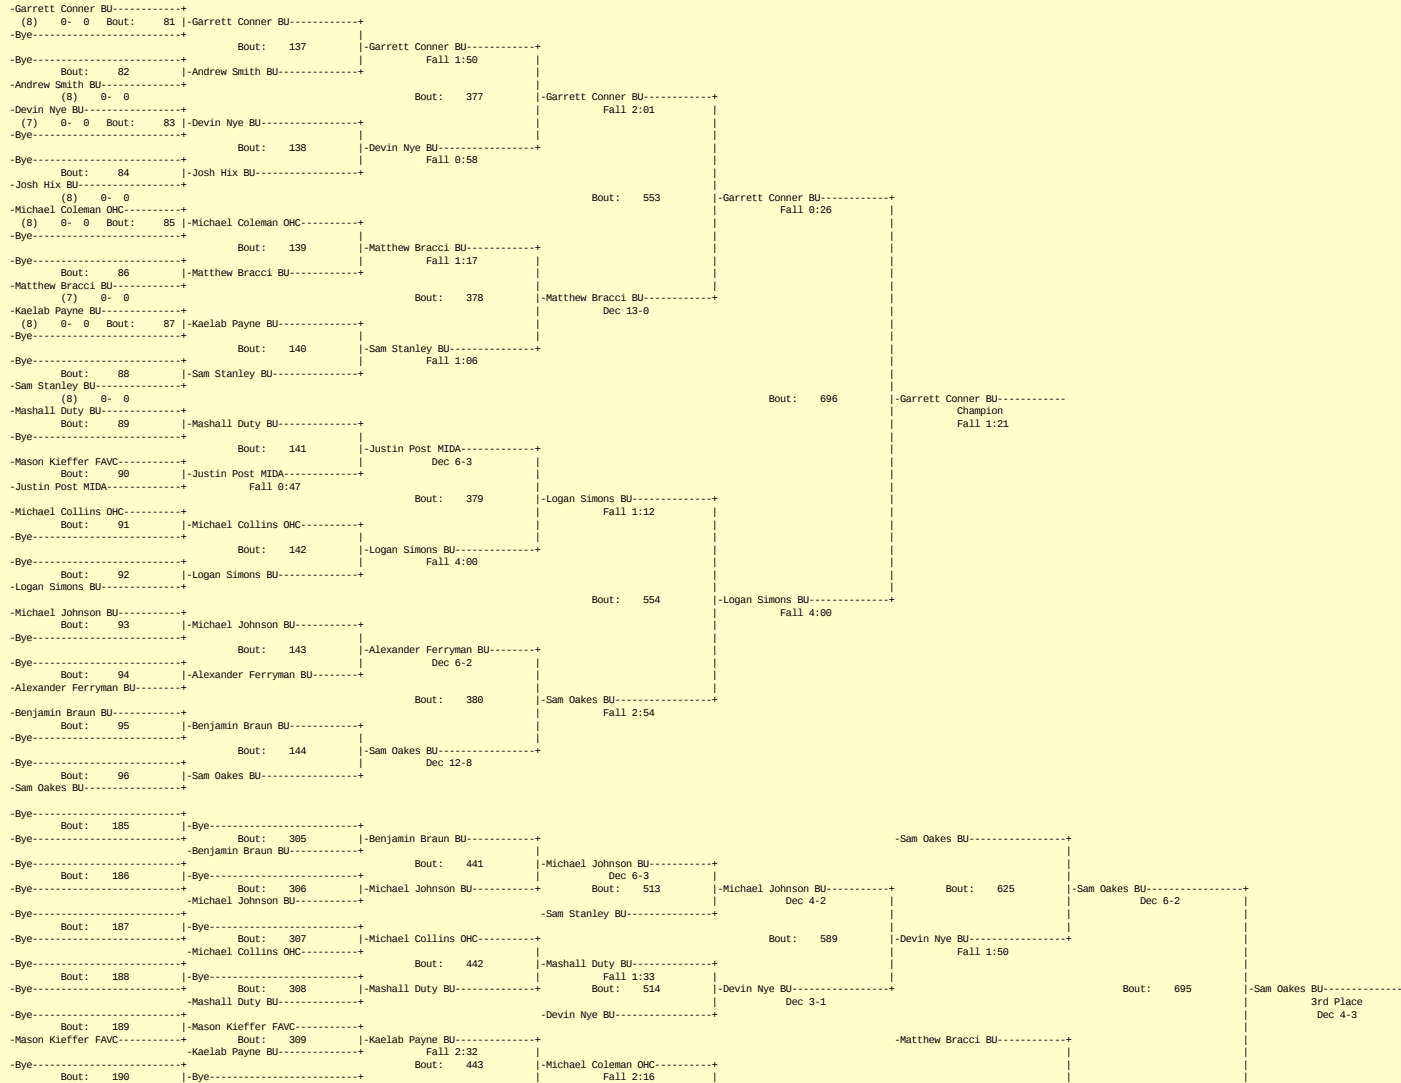 -Garrett Conner BU------------+
(8) 0- 0 Bout: 81 |-Garrett Conner BU------------+
-Bye--------------------------+ |
Bout: 137 |-Garrett Conner BU------------+
-Bye--------------------------+ | Fall 1:50 |
Bout: 82 |-Andrew Smith BU--------------+ |
-Andrew Smith BU--------------+ |
(8) 0- 0 Bout: 377 |-Garrett Conner BU------------+
-Devin Nye BU-----------------+ | Fall 2:01 |
(7) 0- 0 Bout: 83 |-Devin Nye BU-----------------+ | |
-Bye--------------------------+ | | |
Bout: 138 |-Devin Nye BU-----------------+ |
-Bye--------------------------+ | Fall 0:58 |
Bout: 84 |-Josh Hix BU------------------+ |
-Josh Hix BU------------------+ |
(8) 0- 0 Bout: 553 |-Garrett Conner BU------------+
-Michael Coleman OHC----------+ | Fall 0:26 |
(8) 0- 0 Bout: 85 |-Michael Coleman OHC----------+ | |
-Bye--------------------------+ | | |
Bout: 139 |-Matthew Bracci BU------------+ | |
-Bye--------------------------+ | Fall 1:17 | | |
Bout: 86 |-Matthew Bracci BU------------+ | | |
-Matthew Bracci BU------------+ | | |
(7) 0- 0 Bout: 378 |-Matthew Bracci BU------------+ |
-Kaelab Payne BU--------------+ | Dec 13-0 |
(8) 0- 0 Bout: 87 |-Kaelab Payne BU--------------+ | |
-Bye--------------------------+ | | |
Bout: 140 |-Sam Stanley BU---------------+ |
-Bye--------------------------+ | Fall 1:06 |
Bout: 88 |-Sam Stanley BU---------------+ |
-Sam Stanley BU---------------+ |
(8) 0- 0 Bout: 696 |-Garrett Conner BU------------
-Mashall Duty BU--------------+ | Champion
Bout: 89 |-Mashall Duty BU--------------+ | Fall 1:21
-Bye--------------------------+ | |
Bout: 141 |-Justin Post MIDA-------------+ |
-Mason Kieffer FAVC-----------+ | Dec 6-3 | |
Bout: 90 |-Justin Post MIDA-------------+ | |
-Justin Post MIDA-------------+ Fall 0:47 | |
Bout: 379 |-Logan Simons BU--------------+ |
-Michael Collins OHC----------+ | Fall 1:12 | |
Bout: 91 |-Michael Collins OHC----------+ | | |
-Bye--------------------------+ | | | |
Bout: 142 |-Logan Simons BU--------------+ | |
-Bye--------------------------+ | Fall 4:00 | |
Bout: 92 |-Logan Simons BU--------------+ | |
-Logan Simons BU--------------+ | |
Bout: 554 |-Logan Simons BU--------------+
-Michael Johnson BU-----------+ | Fall 4:00
Bout: 93 |-Michael Johnson BU-----------+ |
-Bye--------------------------+ | |
Bout: 143 |-Alexander Ferryman BU--------+ |
-Bye--------------------------+ | Dec 6-2 | |
Bout: 94 |-Alexander Ferryman BU--------+ | |
-Alexander Ferryman BU--------+ | |
Bout: 380 |-Sam Oakes BU-----------------+
-Benjamin Braun BU------------+ | Fall 2:54
Bout: 95 |-Benjamin Braun BU------------+ |
-Bye--------------------------+ | |
Bout: 144 |-Sam Oakes BU-----------------+
-Bye--------------------------+ | Dec 12-8
Bout: 96 |-Sam Oakes BU-----------------+
-Sam Oakes BU-----------------+
-Bye--------------------------+
Bout: 185 |-Bye--------------------------+
-Bye--------------------------+ Bout: 305 |-Benjamin Braun BU------------+ -Sam Oakes BU-----------------+
-Benjamin Braun BU------------+ | |
-Bye--------------------------+ Bout: 441 |-Michael Johnson BU-----------+ |
Bout: 186 |-Bye--------------------------+ | Dec 6-3 | |
-Bye--------------------------+ Bout: 306 |-Michael Johnson BU-----------+ Bout: 513 |-Michael Johnson BU-----------+ Bout: 625 |-Sam Oakes BU-----------------+
-Michael Johnson BU-----------+ | Dec 4-2 | | Dec 6-2 |
-Bye--------------------------+ -Sam Stanley BU---------------+ | | |
Bout: 187 |-Bye--------------------------+ | | |
-Bye--------------------------+ Bout: 307 |-Michael Collins OHC----------+ Bout: 589 |-Devin Nye BU-----------------+ |
-Michael Collins OHC----------+ | | Fall 1:50 |
-Bye--------------------------+ Bout: 442 |-Mashall Duty BU--------------+ | |
Bout: 188 |-Bye--------------------------+ | Fall 1:33 | | |
-Bye--------------------------+ Bout: 308 |-Mashall Duty BU--------------+ Bout: 514 |-Devin Nye BU-----------------+ Bout: 695 |-Sam Oakes BU-----------------
-Mashall Duty BU--------------+ | Dec 3-1 | 3rd Place
-Bye--------------------------+ -Devin Nye BU-----------------+ | Dec 4-3
Bout: 189 |-Mason Kieffer FAVC-----------+ |
-Mason Kieffer FAVC-----------+ Bout: 309 |-Kaelab Payne BU--------------+ -Matthew Bracci BU------------+ |
-Kaelab Payne BU--------------+ Fall 2:32 | | |
-Bye--------------------------+ Bout: 443 |-Michael Coleman OHC----------+ | |
Bout: 190 |-Bye--------------------------+ | Fall 2:16 | | |